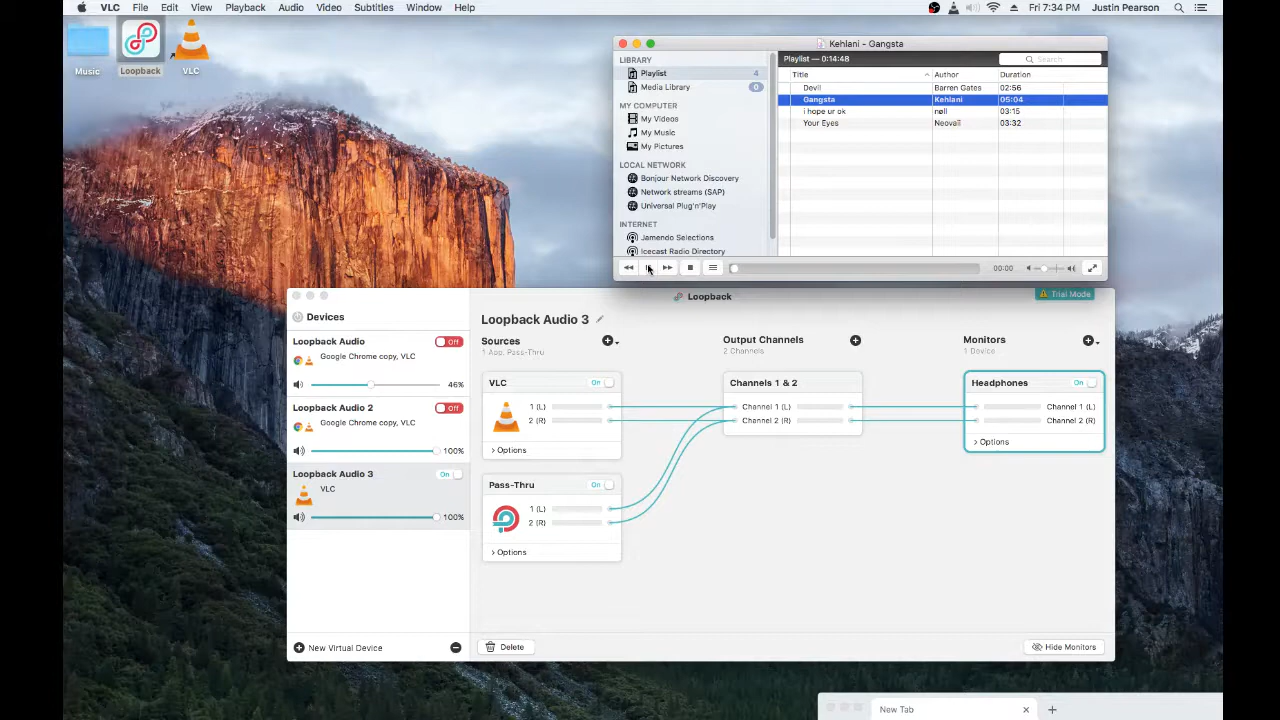 VLC File Edit View Playback Audio Video Subtitles Window Help Fri 7:34 PM Justin Pearson
Music Loopback VLC
Kehlani - Gangsta
LIBRARY
Playlist 4
Media Library 0
MY COMPUTER
My Videos
My Music
My Pictures
LOCAL NETWORK
Bonjour Network Discovery
Network streams (SAP)
Universal Plug'n'Play
INTERNET
Jamendo Selections
Icecast Radio Directory
Playlist — 0:14:48 Search
Title Author Duration
Devil Barren Gates 02:56
Gangsta Kehlani 05:04
i hope ur ok nøll 03:15
Your Eyes Neovaii 03:32
00:00
Loopback Trial Mode
Devices
Loopback Audio Off
Google Chrome copy, VLC
46%
Loopback Audio 2 Off
Google Chrome copy, VLC
100%
Loopback Audio 3 On
VLC
100%
New Virtual Device
Loopback Audio 3
Sources
1 App, Pass-Thru
VLC On
1 (L)
2 (R)
› Options
Pass-Thru On
1 (L)
2 (R)
› Options
Output Channels
2 Channels
Channels 1 & 2
Channel 1 (L)
Channel 2 (R)
Monitors
1 Device
Headphones On
Channel 1 (L)
Channel 2 (R)
› Options
Delete
Hide Monitors
New Tab